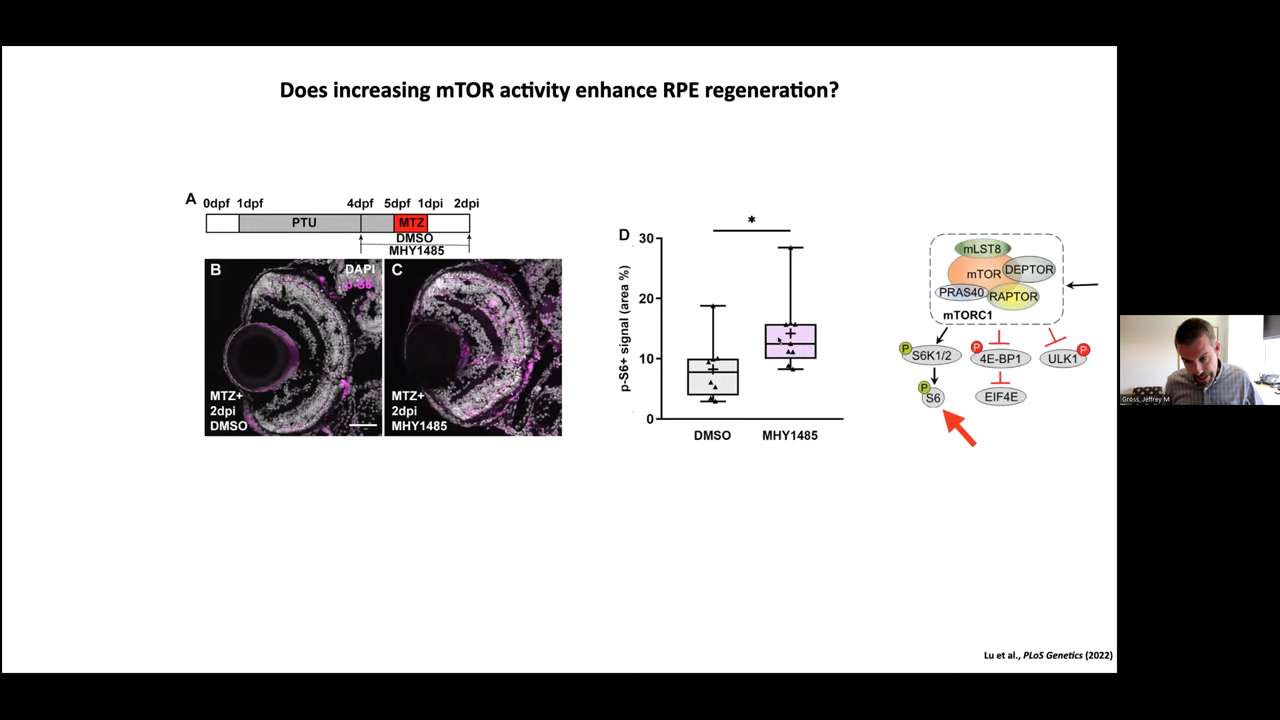 Does increasing mTOR activity enhance RPE regeneration?
A
0dpf 1dpf 4dpf 5dpf 1dpi 2dpi
PTU MTZ
DMSO
MHY1485
B
DAPI
p-S6
MTZ+
2dpi
DMSO
C
MTZ+
2dpi
MHY1485
D
p-S6+ signal (area %)
30
20
10
0
*
DMSO MHY1485
mLST8
mTOR DEPTOR
PRAS40 RAPTOR
mTORC1
P S6K1/2 P 4E-BP1 ULK1 P
P S6 EIF4E
Gross, Jeffrey M
Lu et al., PLoS Genetics (2022)